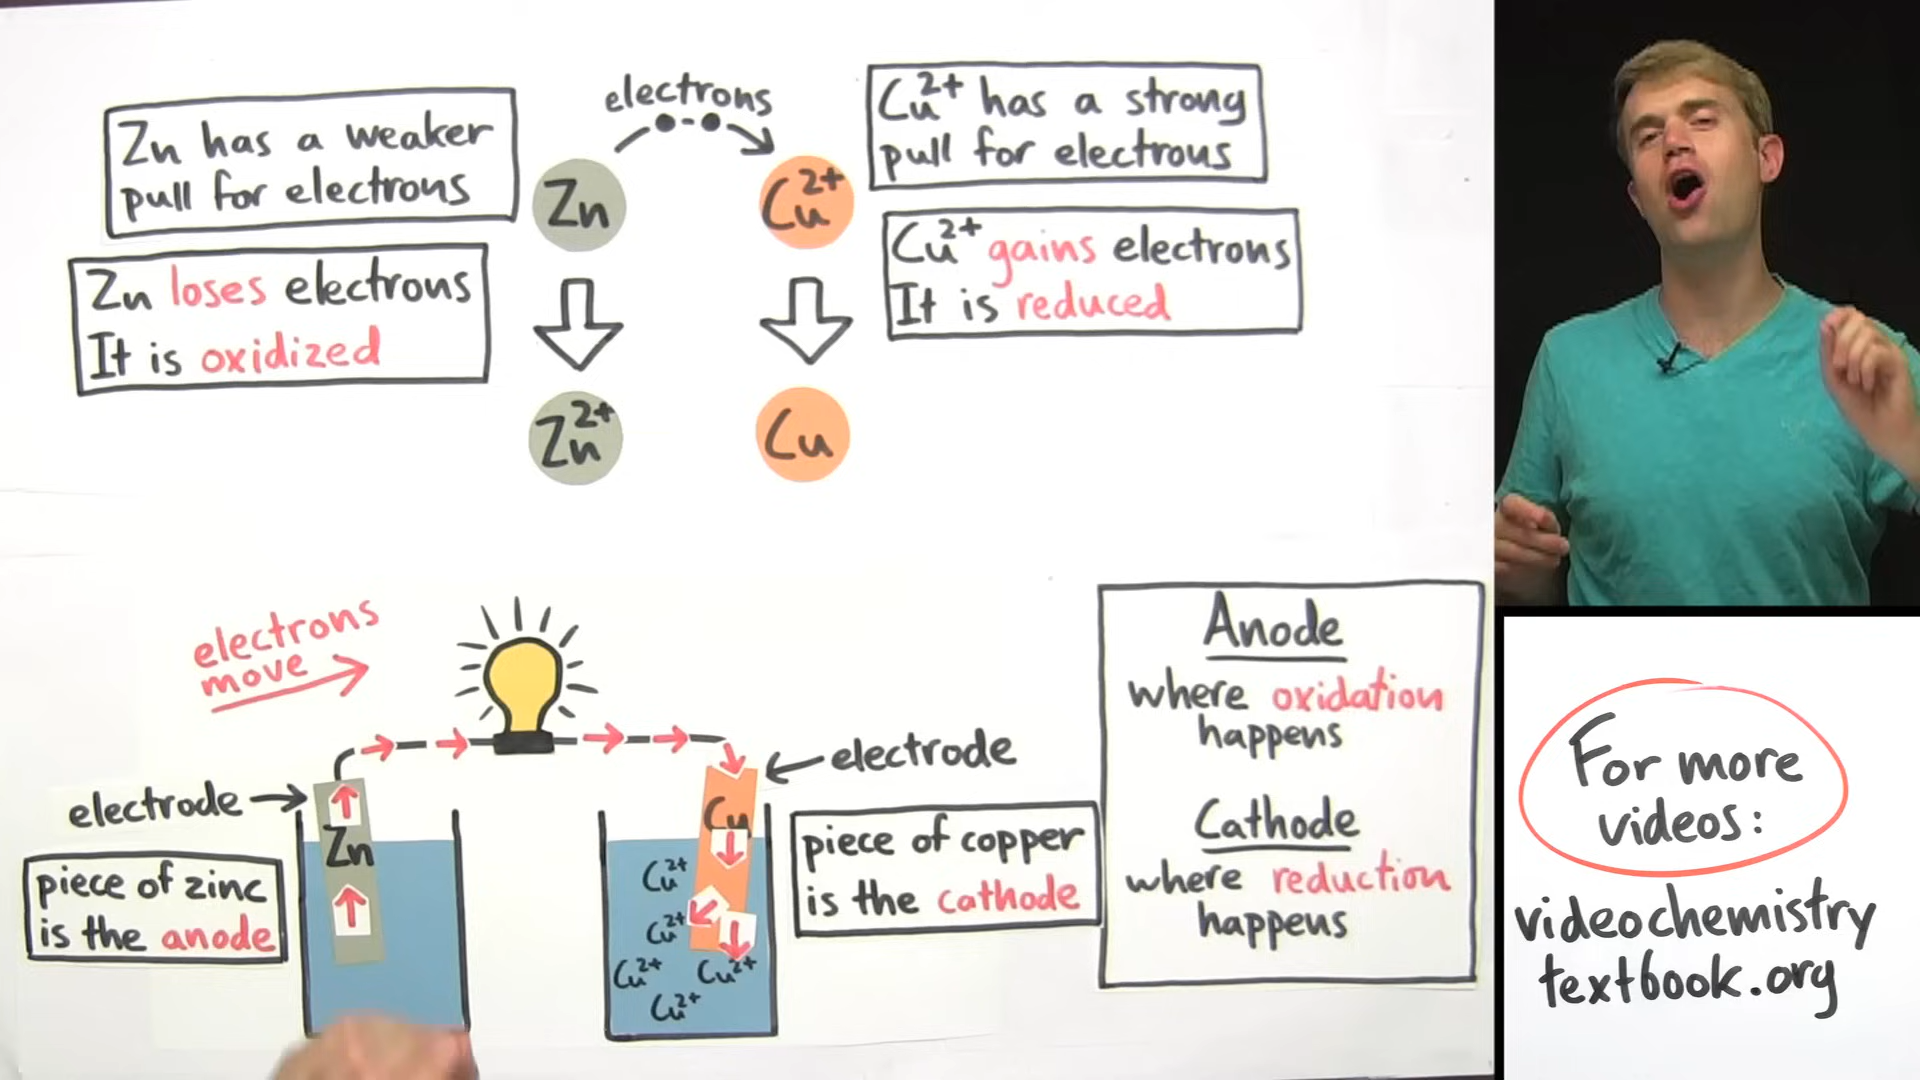 Zn has a weaker
pull for electrons
Zn loses electrons
It is oxidized
electrons
Zn
Cu2+
Zn2+
Cu
Cu2+ has a strong
pull for electrons
Cu2+ gains electrons
It is reduced
electrons
move
electrode
Zn
piece of zinc
is the anode
Cu
Cu2+
Cu2+
Cu2+
Cu2+
Cu2+
electrode
piece of copper
is the cathode
Anode
where oxidation
happens
Cathode
where reduction
happens
For more
videos:
videochemistry
textbook.org